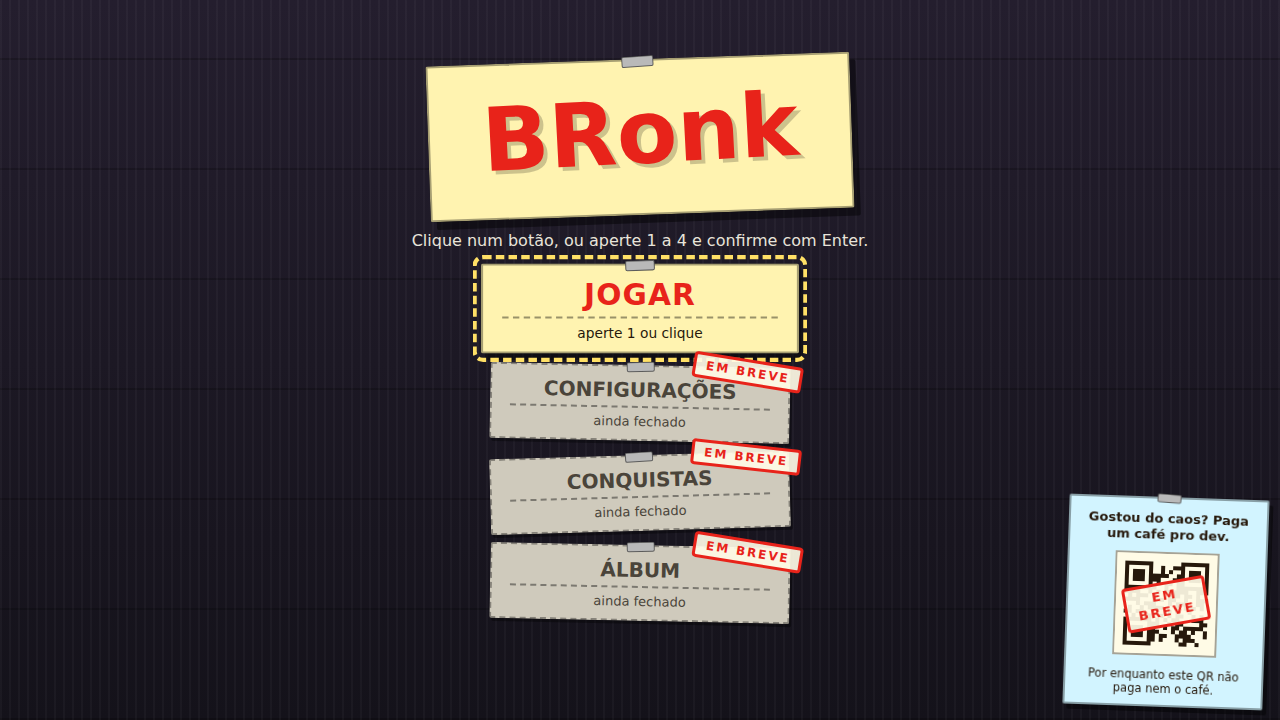 BRonk
Clique num botão, ou aperte 1 a 4 e confirme com Enter.
JOGAR
aperte 1 ou clique
EM BREVE
CONFIGURAÇÕES
ainda fechado
EM BREVE
CONQUISTAS
ainda fechado
EM BREVE
ÁLBUM
ainda fechado
Gostou do caos? Paga
um café pro dev.
EM
BREVE
Por enquanto este QR não
paga nem o café.